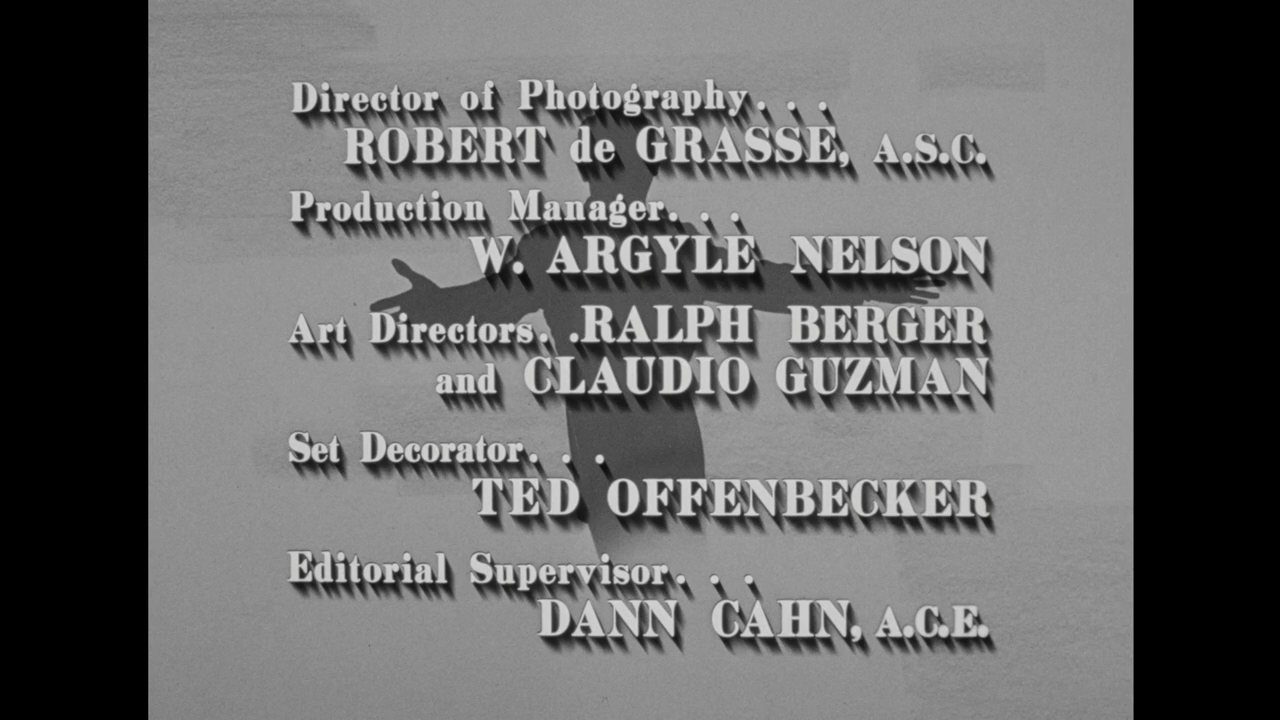 Director of Photography. . .
ROBERT de GRASSE, A.S.C.
Production Manager. . .
W. ARGYLE NELSON
Art Directors. .RALPH BERGER
and CLAUDIO GUZMAN
Set Decorator. . .
TED OFFENBECKER
Editorial Supervisor. . .
DANN CAHN, A.C.E.